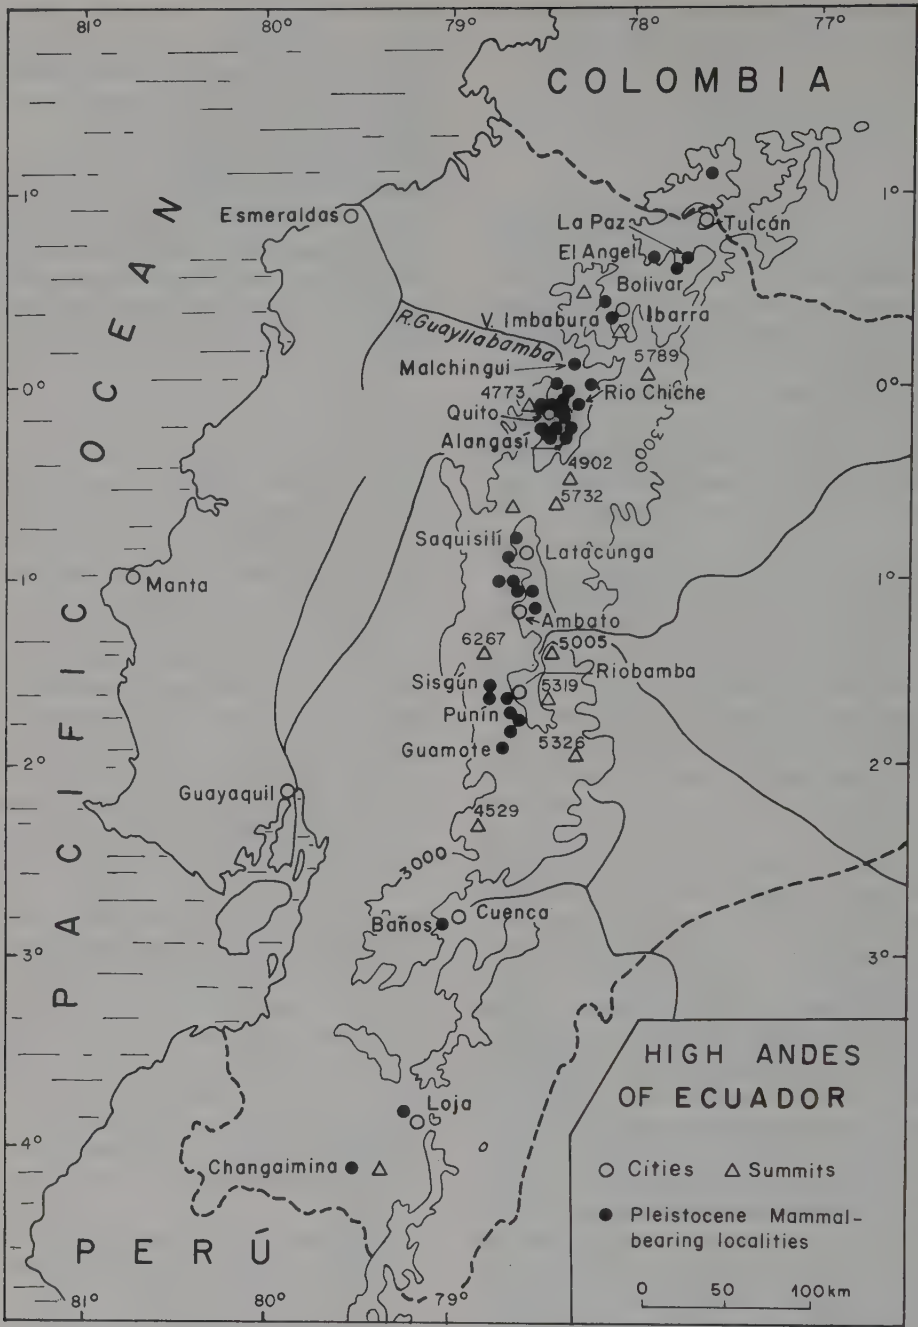 81° 80° 79° 78° 77°
COLOMBIA
1° 1°
Esmeraldas
La Paz
Tulcán
El Angel
Bolivar
V. Imbabura
Ibarra
R. Guayllabamba
5789
Malchingui
0° 0°
4773
Rio Chiche
Quito
Alangasí
3000
4902
5732
Saquisilí
Latacunga
1° 1°
Manta
Ambato
6267
5005
Sisgún
Riobamba
5319
Punín
Guamote
5326
2° 2°
Guayaquil
4529
3000
Cuenca
Baños
3° 3°
PACIFIC OCEAN
Loja
4°
Changaimina
PERÚ
HIGH ANDES
OF ECUADOR
Cities Summits
Pleistocene Mammal-
bearing localities
0 50 100 km
81° 80° 79°